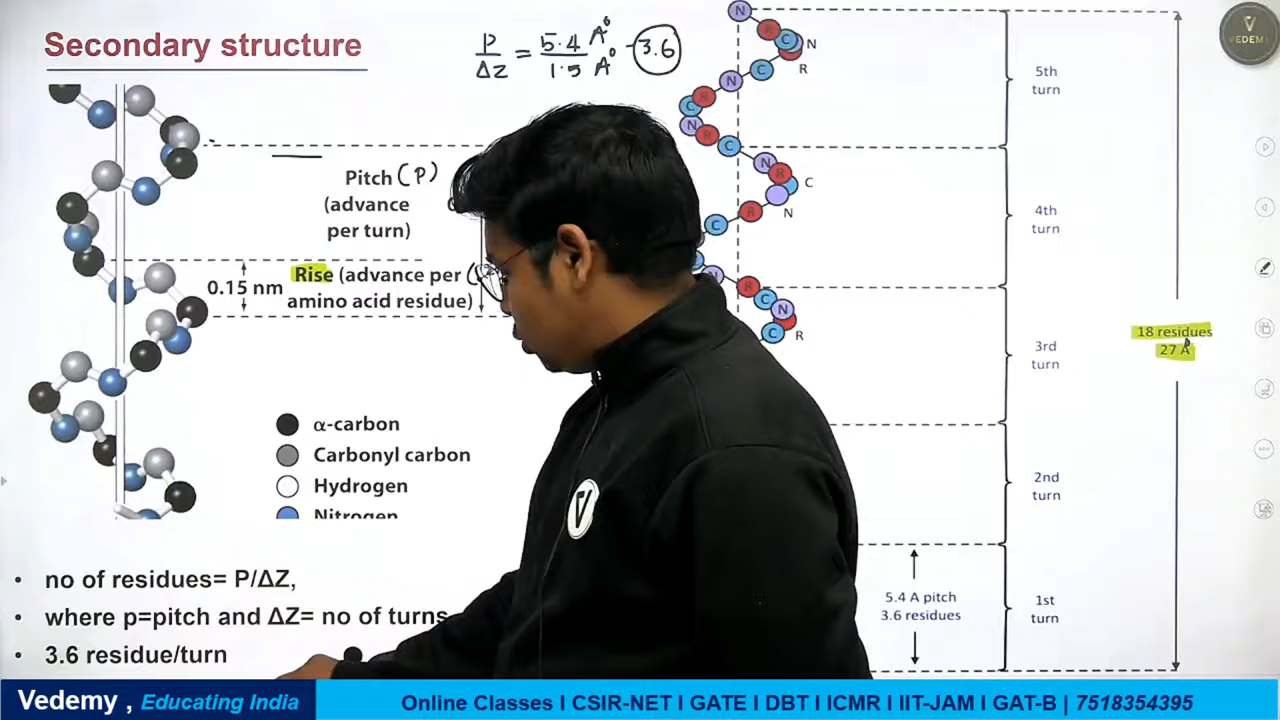 Secondary structure
P/ΔZ = 5.4 A°/1.5 A° - 3.6
Pitch (P)
(advance
per turn)
0.15 nm
Rise (advance per (
amino acid residue)
α-carbon
Carbonyl carbon
Hydrogen
Nitrogen
• no of residues= P/ΔZ,
• where p=pitch and ΔZ= no of turns
• 3.6 residue/turn
N
R
C
N
R
C
N
R
C
N
R
C
N
R
C
N
R
C
N
R
C
N
R
C
R
5th
turn
4th
turn
3rd
turn
2nd
turn
1st
turn
5.4 A pitch
3.6 residues
18 residues
27 A
V
VEDEMY
V
Vedemy , Educating India
Online Classes I CSIR-NET I GATE I DBT I ICMR I IIT-JAM I GAT-B | 7518354395